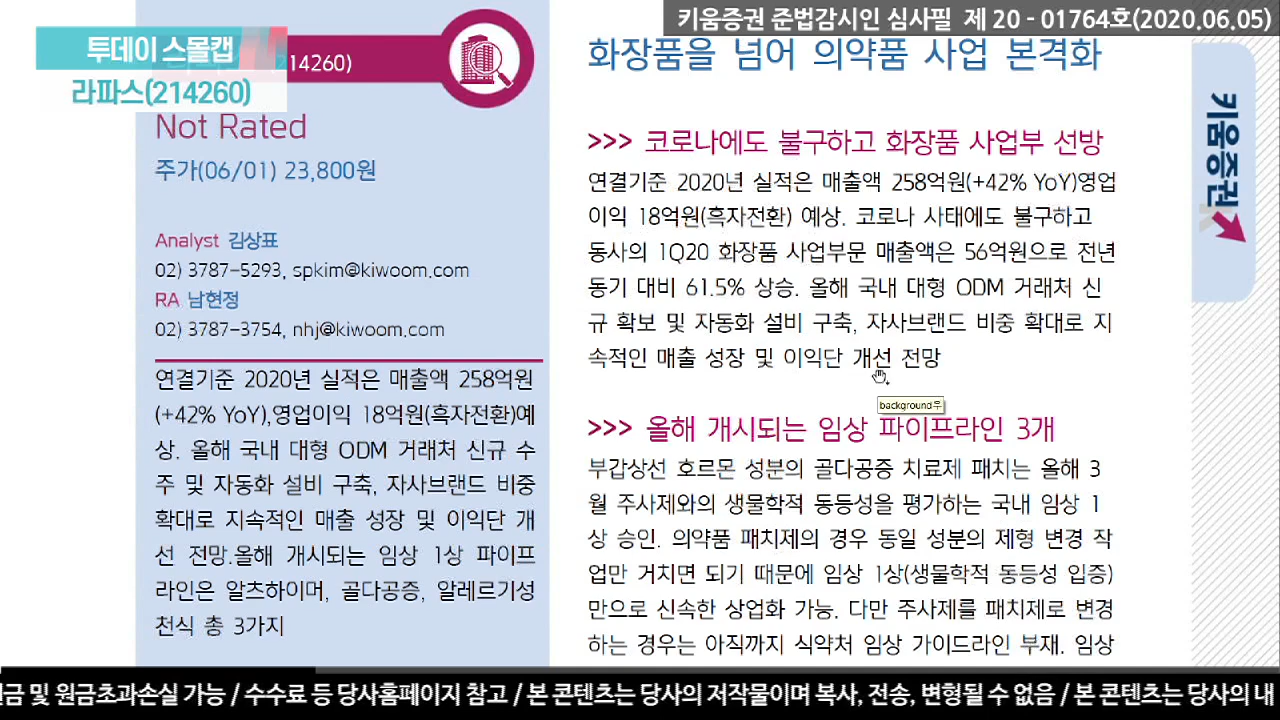 키움증권 준법감시인 심사필 제 20 - 01764호(2020.06.05)
투데이 스몰캡
라파스(214260)
14260)
Not Rated
주가(06/01) 23,800원
Analyst 김상표
02) 3787-5293, spkim@kiwoom.com
RA 남현정
02) 3787-3754, nhj@kiwoom.com
연결기준 2020년 실적은 매출액 258억원
(+42% YoY),영업이익 18억원(흑자전환)예
상. 올해 국내 대형 ODM 거래처 신규 수
주 및 자동화 설비 구축, 자사브랜드 비중
확대로 지속적인 매출 성장 및 이익단 개
선 전망.올해 개시되는 임상 1상 파이프
라인은 알츠하이머, 골다공증, 알레르기성
천식 총 3가지
화장품을 넘어 의약품 사업 본격화
>>> 코로나에도 불구하고 화장품 사업부 선방
연결기준 2020년 실적은 매출액 258억원(+42% YoY)영업
이익 18억원(흑자전환) 예상. 코로나 사태에도 불구하고
동사의 1Q20 화장품 사업부문 매출액은 56억원으로 전년
동기 대비 61.5% 상승. 올해 국내 대형 ODM 거래처 신
규 확보 및 자동화 설비 구축, 자사브랜드 비중 확대로 지
속적인 매출 성장 및 이익단 개선 전망
background우
>>> 올해 개시되는 임상 파이프라인 3개
부갑상선 호르몬 성분의 골다공증 치료제 패치는 올해 3
월 주사제와의 생물학적 동등성을 평가하는 국내 임상 1
상 승인. 의약품 패치제의 경우 동일 성분의 제형 변경 작
업만 거치면 되기 때문에 임상 1상(생물학적 동등성 입증)
만으로 신속한 상업화 가능. 다만 주사제를 패치제로 변경
하는 경우는 아직까지 식약처 임상 가이드라인 부재. 임상
키움증권
원금 및 원금초과손실 가능 / 수수료 등 당사홈페이지 참고 / 본 콘텐츠는 당사의 저작물이며 복사, 전송, 변형될 수 없음 / 본 콘텐츠는 당사의 내